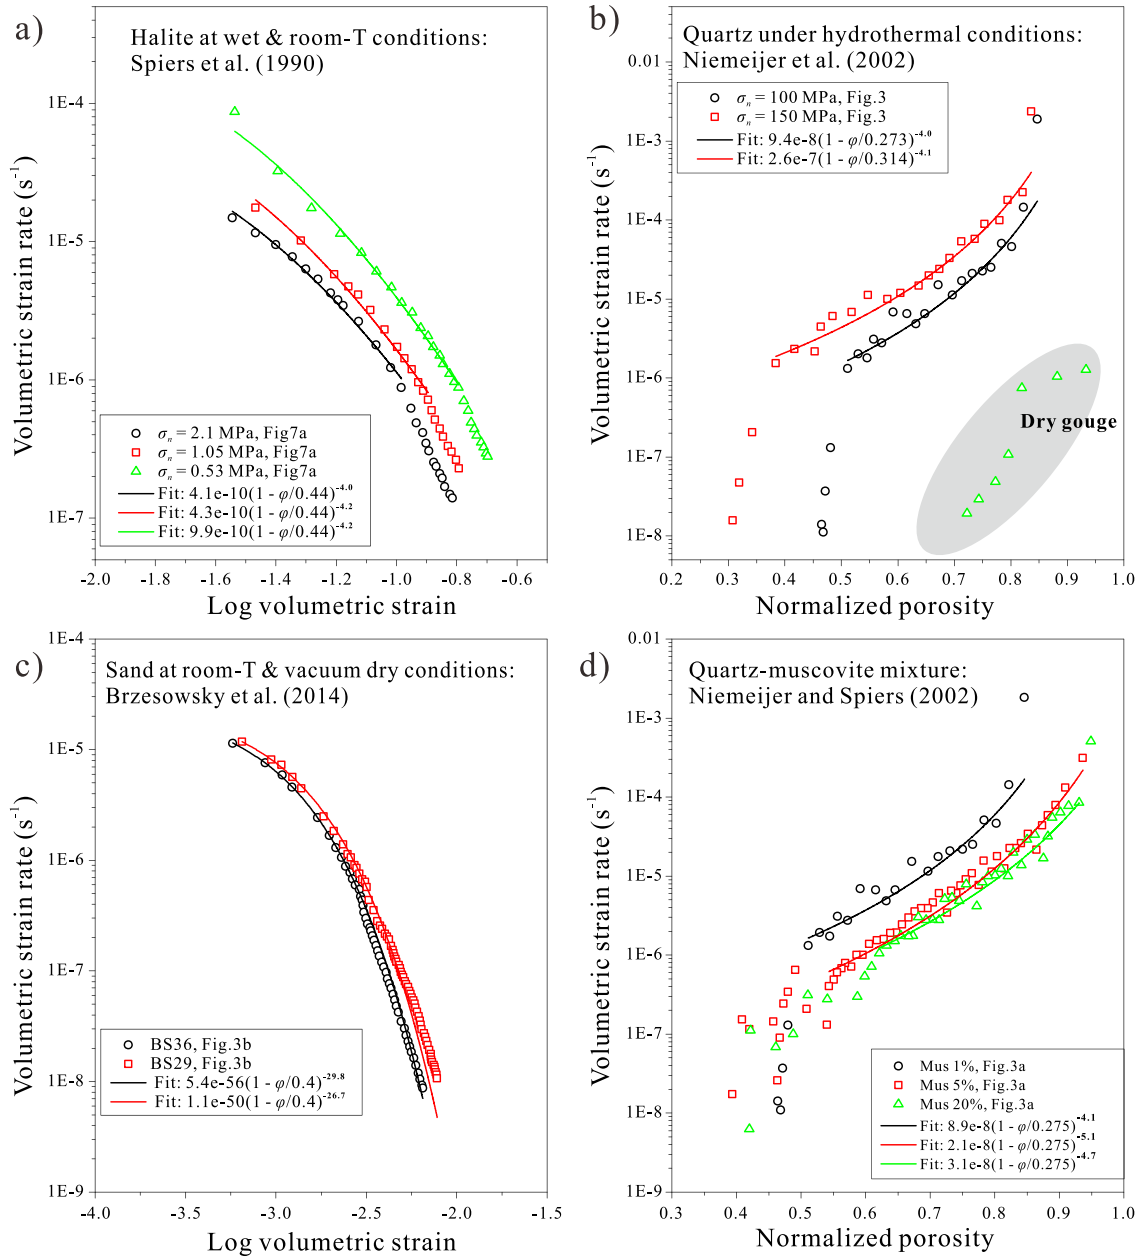 a)
Halite at wet & room-T conditions:
Spiers et al. (1990)
1E-4
1E-5
1E-6
1E-7
Volumetric strain rate (s⁻¹)
σn = 2.1 MPa, Fig7a
σn = 1.05 MPa, Fig7a
σn = 0.53 MPa, Fig7a
Fit: 4.1e-10(1 - φ/0.44)^-4.0
Fit: 4.3e-10(1 - φ/0.44)^-4.2
Fit: 9.9e-10(1 - φ/0.44)^-4.2
-2.0 -1.8 -1.6 -1.4 -1.2 -1.0 -0.8 -0.6 -0.4
Log volumetric strain
b)
Quartz under hydrothermal conditions:
Niemeijer et al. (2002)
0.01
1E-3
1E-4
1E-5
1E-6
1E-7
1E-8
Volumetric strain rate (s⁻¹)
σn = 100 MPa, Fig.3
σn = 150 MPa, Fig.3
Fit: 9.4e-8(1 - φ/0.273)^-4.0
Fit: 2.6e-7(1 - φ/0.314)^-4.1
Dry gouge
0.2 0.3 0.4 0.5 0.6 0.7 0.8 0.9 1.0
Normalized porosity
c)
Sand at room-T & vacuum dry conditions:
Brzesowsky et al. (2014)
1E-4
1E-5
1E-6
1E-7
1E-8
1E-9
Volumetric strain rate (s⁻¹)
BS36, Fig.3b
BS29, Fig.3b
Fit: 5.4e-56(1 - φ/0.4)^-29.8
Fit: 1.1e-50(1 - φ/0.4)^-26.7
-4.0 -3.5 -3.0 -2.5 -2.0 -1.5
Log volumetric strain
d)
Quartz-muscovite mixture:
Niemeijer and Spiers (2002)
0.01
1E-3
1E-4
1E-5
1E-6
1E-7
1E-8
1E-9
Volumetric strain rate (s⁻¹)
Mus 1%, Fig.3a
Mus 5%, Fig.3a
Mus 20%, Fig.3a
Fit: 8.9e-8(1 - φ/0.275)^-4.1
Fit: 2.1e-8(1 - φ/0.275)^-5.1
Fit: 3.1e-8(1 - φ/0.275)^-4.7
0.3 0.4 0.5 0.6 0.7 0.8 0.9 1.0
Normalized porosity